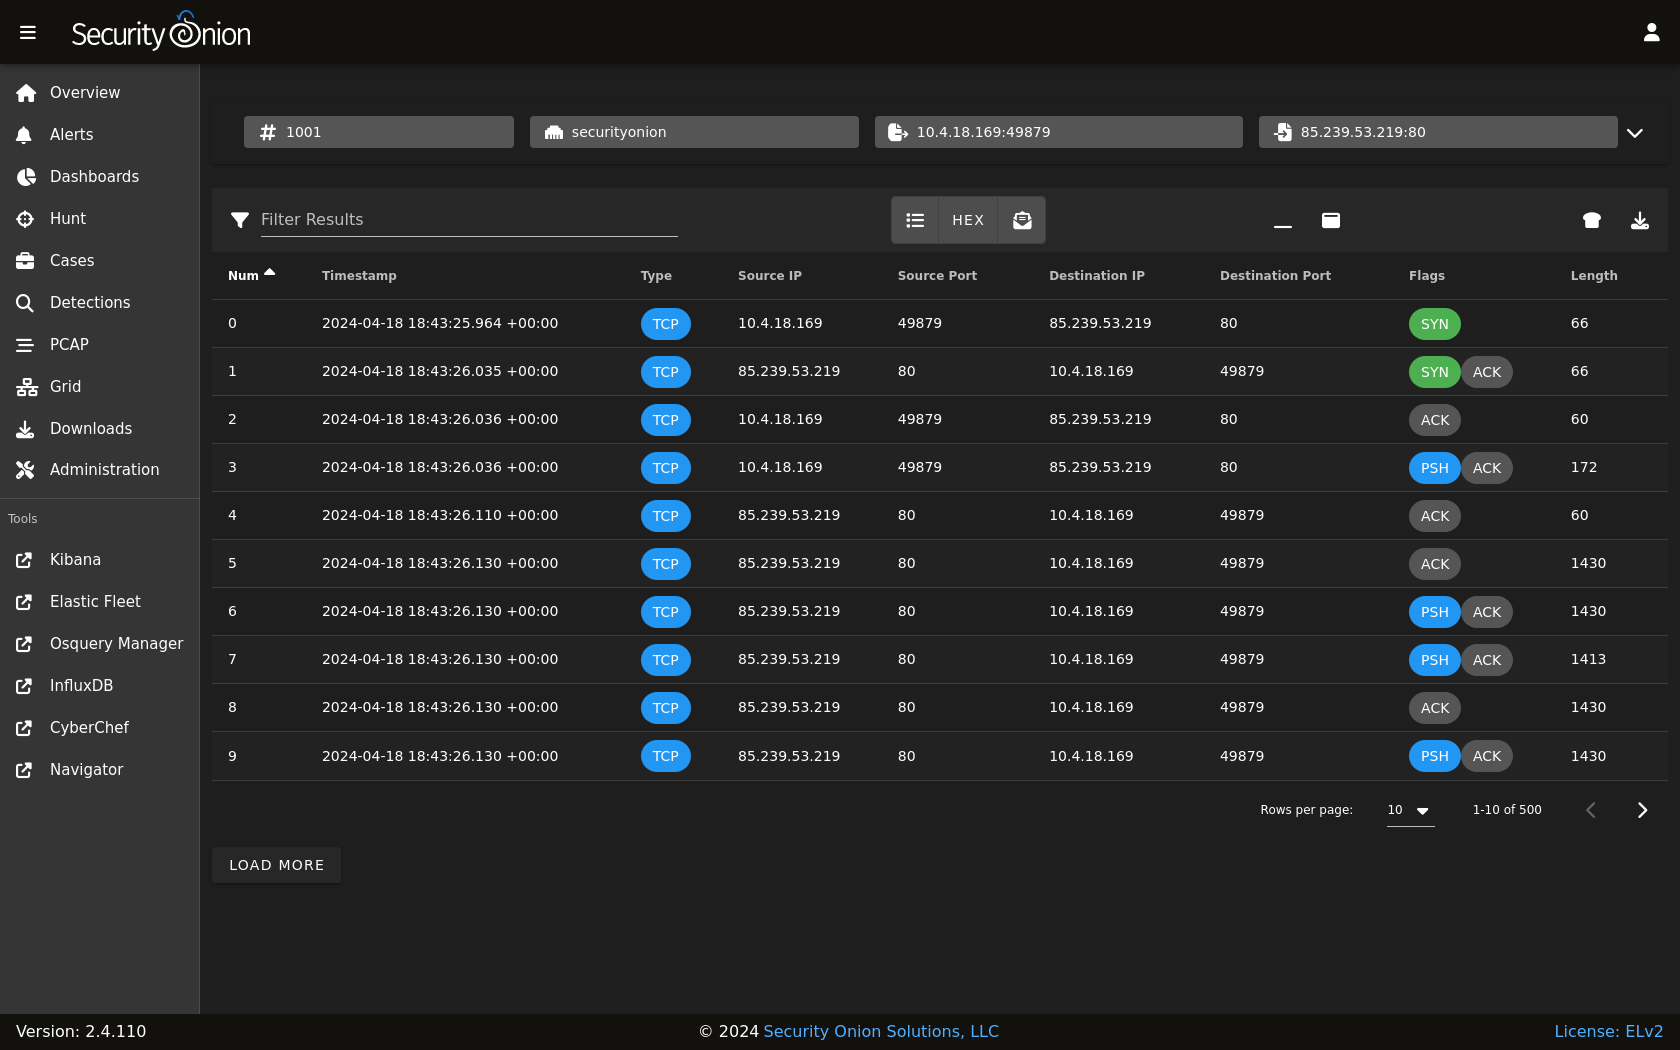 Security Onion
Overview
Alerts
Dashboards
Hunt
Cases
Detections
PCAP
Grid
Downloads
Administration
Tools
Kibana
Elastic Fleet
Osquery Manager
InfluxDB
CyberChef
Navigator
1001 securityonion 10.4.18.169:49879 85.239.53.219:80
Filter Results HEX
Num Timestamp Type Source IP Source Port Destination IP Destination Port Flags Length
0 2024-04-18 18:43:25.964 +00:00 TCP 10.4.18.169 49879 85.239.53.219 80 SYN 66
1 2024-04-18 18:43:26.035 +00:00 TCP 85.239.53.219 80 10.4.18.169 49879 SYN ACK 66
2 2024-04-18 18:43:26.036 +00:00 TCP 10.4.18.169 49879 85.239.53.219 80 ACK 60
3 2024-04-18 18:43:26.036 +00:00 TCP 10.4.18.169 49879 85.239.53.219 80 PSH ACK 172
4 2024-04-18 18:43:26.110 +00:00 TCP 85.239.53.219 80 10.4.18.169 49879 ACK 60
5 2024-04-18 18:43:26.130 +00:00 TCP 85.239.53.219 80 10.4.18.169 49879 ACK 1430
6 2024-04-18 18:43:26.130 +00:00 TCP 85.239.53.219 80 10.4.18.169 49879 PSH ACK 1430
7 2024-04-18 18:43:26.130 +00:00 TCP 85.239.53.219 80 10.4.18.169 49879 PSH ACK 1413
8 2024-04-18 18:43:26.130 +00:00 TCP 85.239.53.219 80 10.4.18.169 49879 ACK 1430
9 2024-04-18 18:43:26.130 +00:00 TCP 85.239.53.219 80 10.4.18.169 49879 PSH ACK 1430
Rows per page: 10 1-10 of 500
LOAD MORE
Version: 2.4.110 © 2024 Security Onion Solutions, LLC License: ELv2